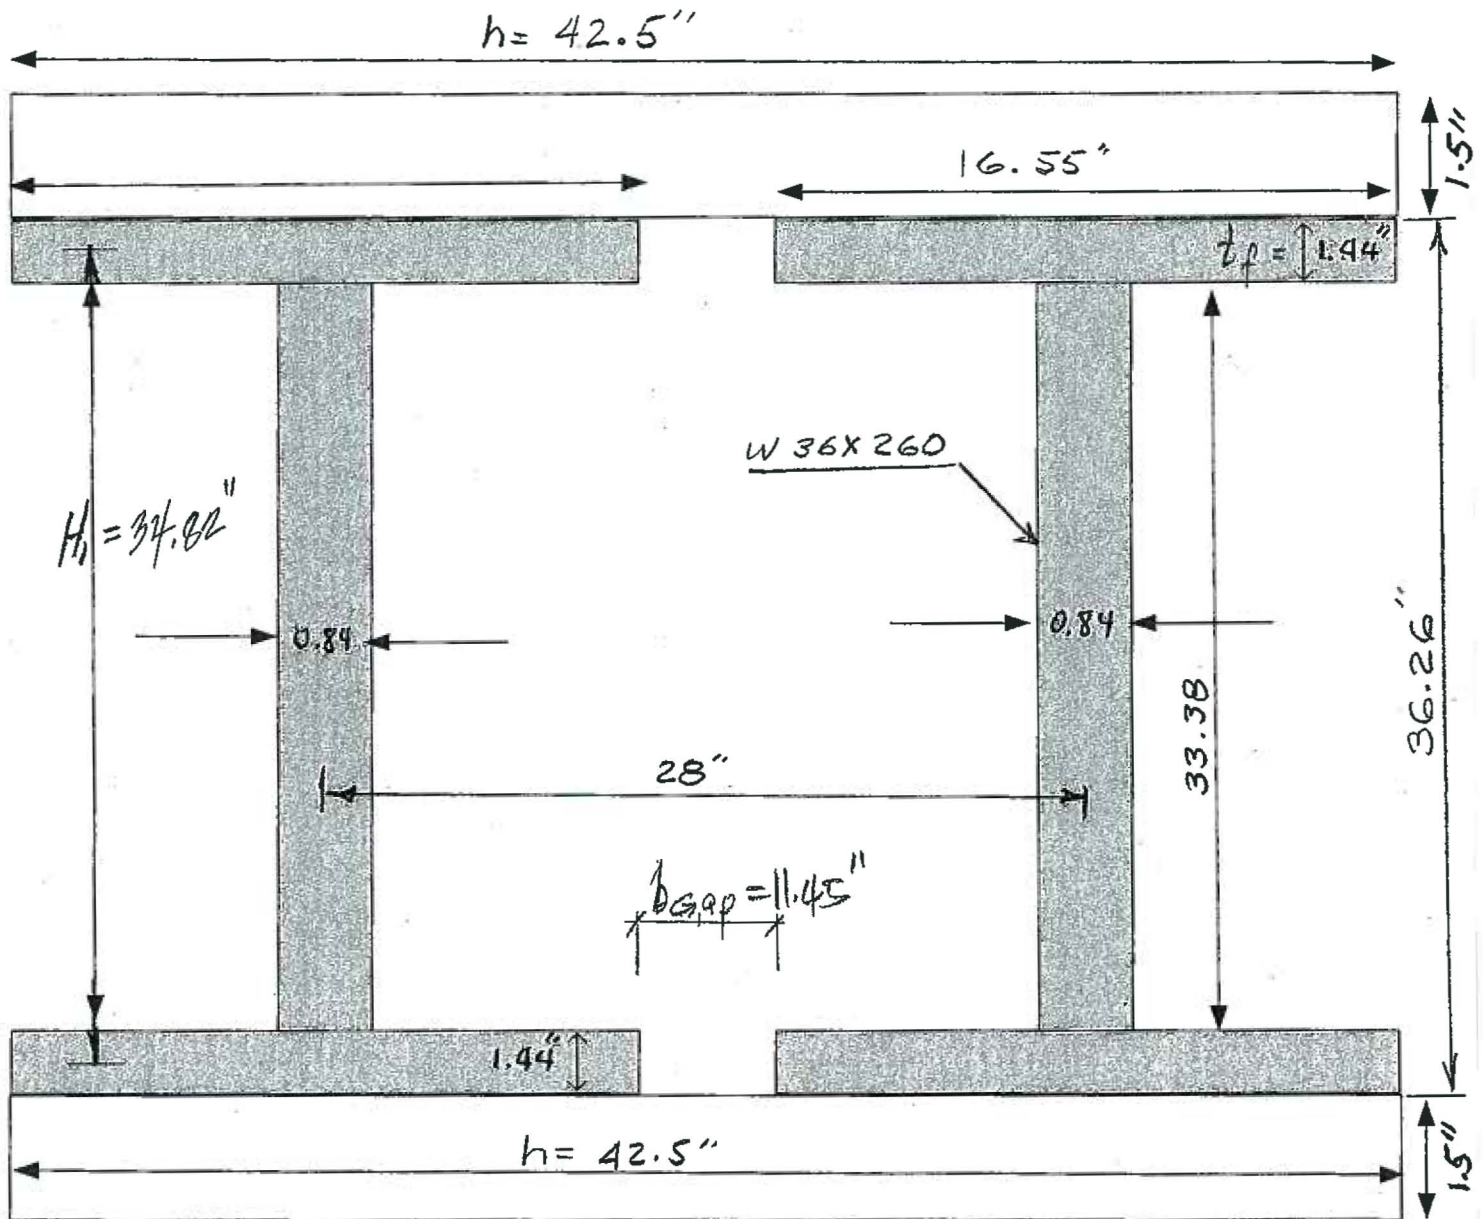 h= 42.5"
1.5"
16.55"
tf = 1.44"
W 36X260
H1 = 34.82"
0.84
0.84
36.26"
33.38
28"
bGap = 11.45"
1.44"
h= 42.5"
1.5"